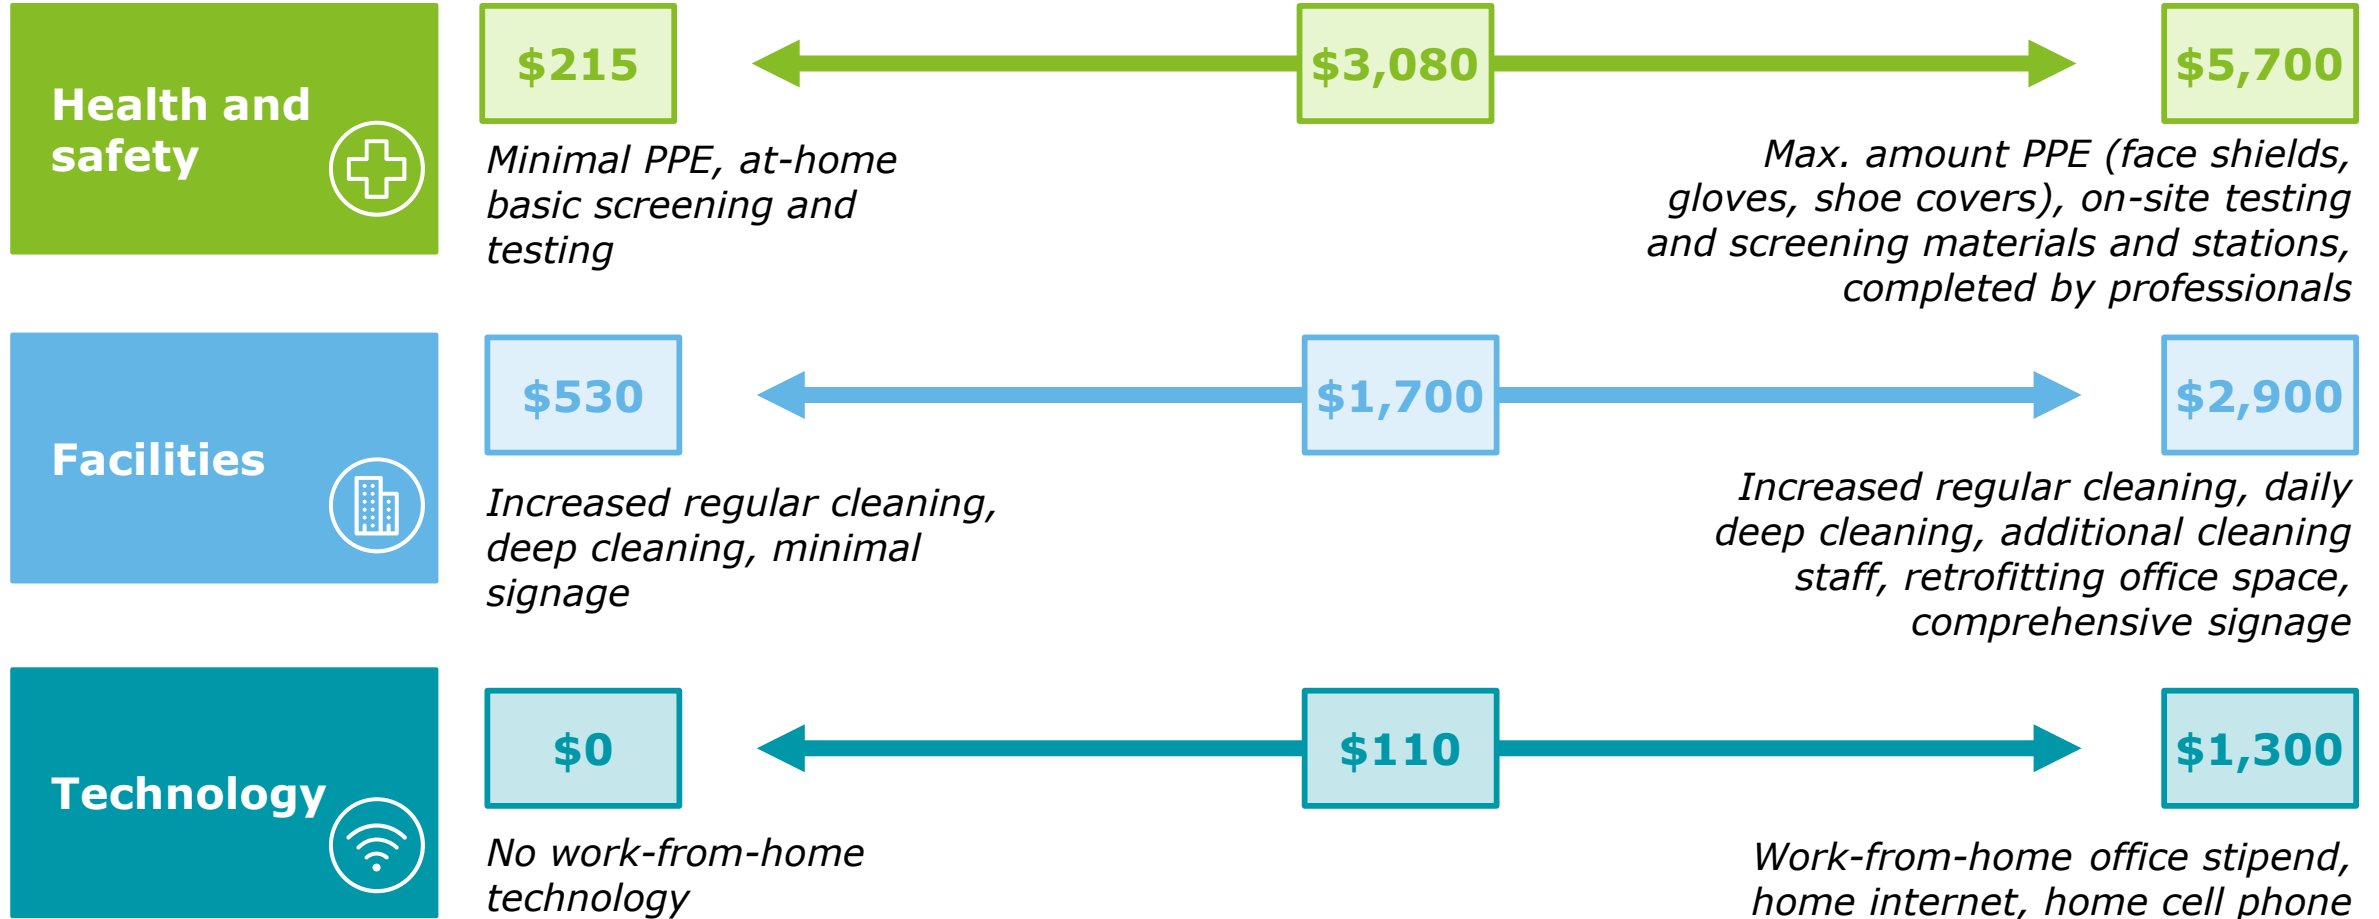 Health and
safety
$215
$3,080
$5,700
Minimal PPE, at-home
basic screening and
testing
Max. amount PPE (face shields,
gloves, shoe covers), on-site testing
and screening materials and stations,
completed by professionals
Facilities
$530
$1,700
$2,900
Increased regular cleaning,
deep cleaning, minimal
signage
Increased regular cleaning, daily
deep cleaning, additional cleaning
staff, retrofitting office space,
comprehensive signage
Technology
$0
$110
$1,300
No work-from-home
technology
Work-from-home office stipend,
home internet, home cell phone